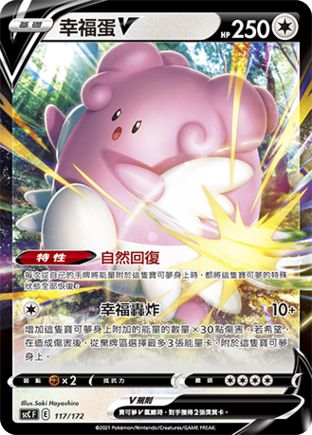 基礎 幸福蛋V HP 250
特性 自然回復
每次從自己的手牌將能量附於這隻寶可夢身上時,都將這隻寶可夢的特殊
狀態全部恢復。
幸福轟炸 10+
增加這隻寶可夢身上附加的能量的數量×30點傷害。若希望,
在造成傷害後,從棄牌區選擇最多3張能量卡,附於這隻寶可夢
身上。
弱點 ×2 抵抗力 撤退
Illus. Saki Hayashiro
V規則
寶可夢V氣絕時,對手獲得2張獎賞卡。
SCC F E 117/172
©2021 Pokémon/Nintendo/Creatures/GAME FREAK.